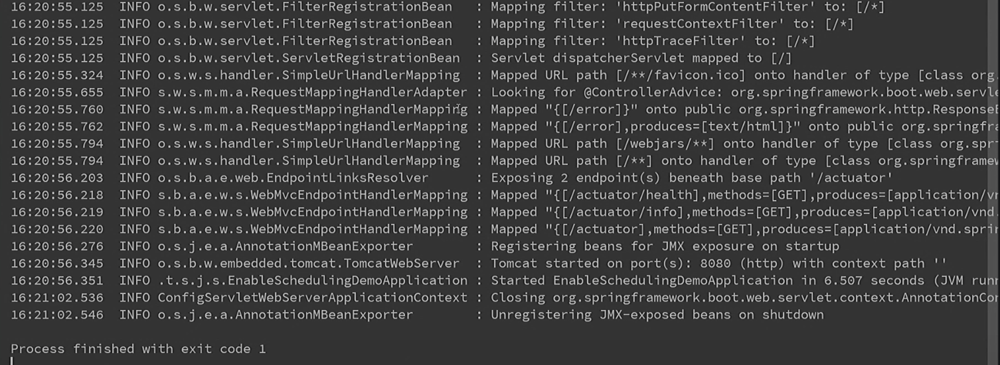 16:20:55.125  INFO o.s.b.w.servlet.FilterRegistrationBean   : Mapping filter: 'httpPutFormContentFilter' to: [/*]
16:20:55.125  INFO o.s.b.w.servlet.FilterRegistrationBean   : Mapping filter: 'requestContextFilter' to: [/*]
16:20:55.125  INFO o.s.b.w.servlet.FilterRegistrationBean   : Mapping filter: 'httpTraceFilter' to: [/*]
16:20:55.125  INFO o.s.b.w.servlet.ServletRegistrationBean  : Servlet dispatcherServlet mapped to [/]
16:20:55.324  INFO o.s.w.s.handler.SimpleUrlHandlerMapping  : Mapped URL path [/**/favicon.ico] onto handler of type [class org.
16:20:55.655  INFO s.w.s.m.m.a.RequestMappingHandlerAdapter : Looking for @ControllerAdvice: org.springframework.boot.web.servle
16:20:55.760  INFO s.w.s.m.m.a.RequestMappingHandlerMapping : Mapped "{[/error]}" onto public org.springframework.http.ResponseE
16:20:55.762  INFO s.w.s.m.m.a.RequestMappingHandlerMapping : Mapped "{[/error],produces=[text/html]}" onto public org.springfra
16:20:55.794  INFO o.s.w.s.handler.SimpleUrlHandlerMapping  : Mapped URL path [/webjars/**] onto handler of type [class org.spr
16:20:55.794  INFO o.s.w.s.handler.SimpleUrlHandlerMapping  : Mapped URL path [/**] onto handler of type [class org.springframew
16:20:56.203  INFO o.s.b.a.e.web.EndpointLinksResolver      : Exposing 2 endpoint(s) beneath base path '/actuator'
16:20:56.218  INFO s.b.a.e.w.s.WebMvcEndpointHandlerMapping : Mapped "{[/actuator/health],methods=[GET],produces=[application/vn
16:20:56.219  INFO s.b.a.e.w.s.WebMvcEndpointHandlerMapping : Mapped "{[/actuator/info],methods=[GET],produces=[application/vnd.
16:20:56.220  INFO s.b.a.e.w.s.WebMvcEndpointHandlerMapping : Mapped "{[/actuator],methods=[GET],produces=[application/vnd.sprin
16:20:56.276  INFO o.s.j.e.a.AnnotationMBeanExporter        : Registering beans for JMX exposure on startup
16:20:56.345  INFO o.s.b.w.embedded.tomcat.TomcatWebServer  : Tomcat started on port(s): 8080 (http) with context path ''
16:20:56.351  INFO .t.s.j.s.EnableSchedulingDemoApplication : Started EnableSchedulingDemoApplication in 6.507 seconds (JVM runn
16:21:02.536  INFO ConfigServletWebServerApplicationContext : Closing org.springframework.boot.web.servlet.context.AnnotationCon
16:21:02.546  INFO o.s.j.e.a.AnnotationMBeanExporter        : Unregistering JMX-exposed beans on shutdown
Process finished with exit code 1